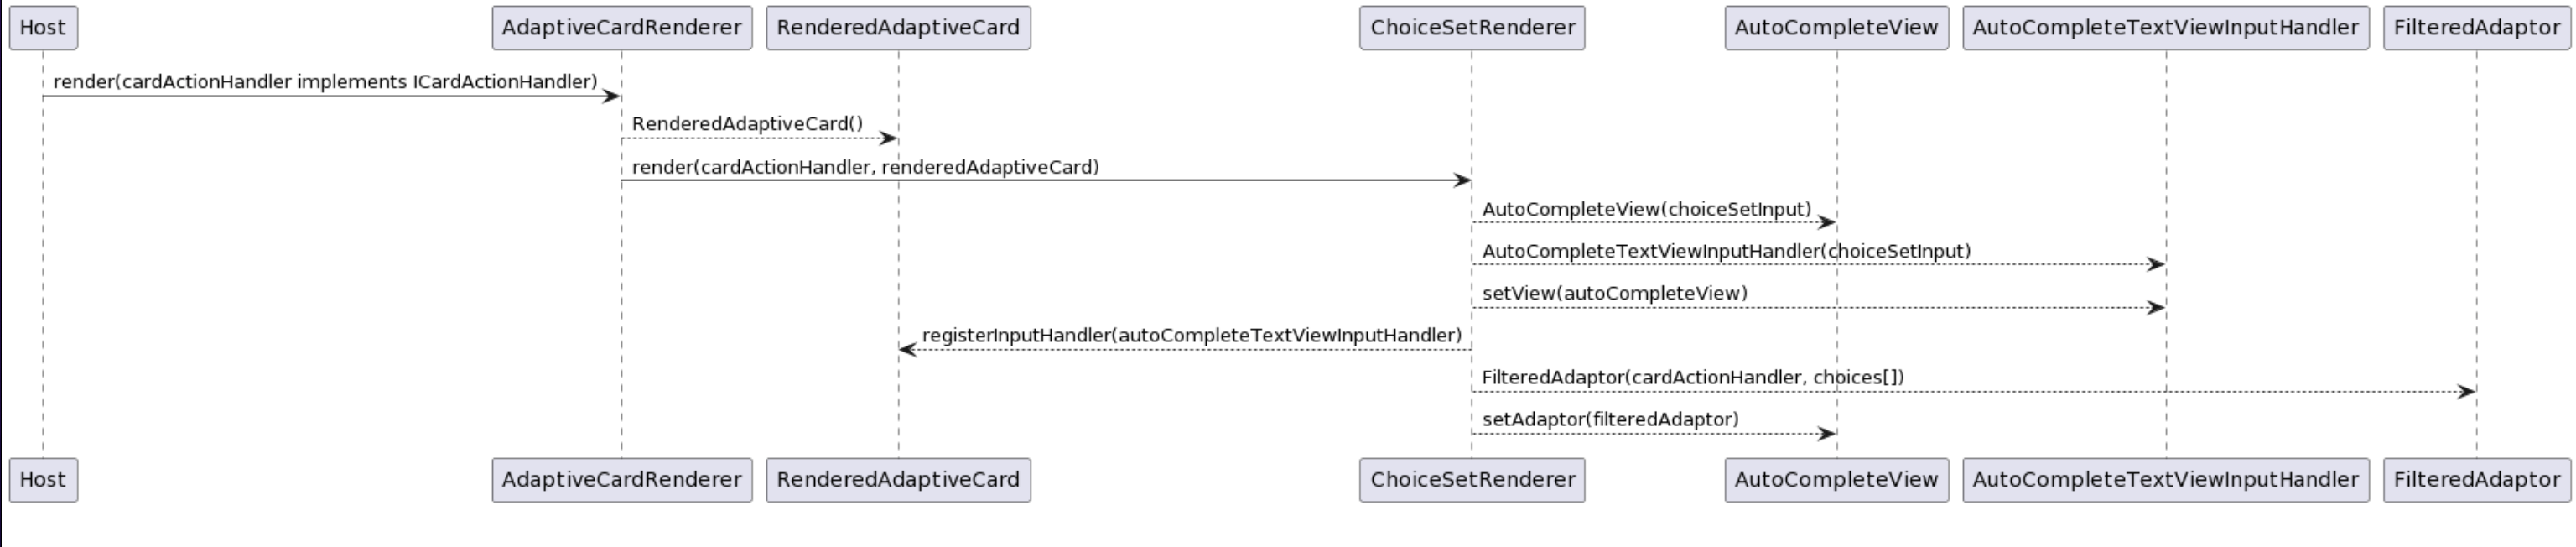 Host
AdaptiveCardRenderer
RenderedAdaptiveCard
ChoiceSetRenderer
AutoCompleteView
AutoCompleteTextViewInputHandler
FilteredAdaptor
render(cardActionHandler implements ICardActionHandler)
RenderedAdaptiveCard()
render(cardActionHandler, renderedAdaptiveCard)
AutoCompleteView(choiceSetInput)
AutoCompleteTextViewInputHandler(choiceSetInput)
setView(autoCompleteView)
registerInputHandler(autoCompleteTextViewInputHandler)
FilteredAdaptor(cardActionHandler, choices[])
setAdaptor(filteredAdaptor)
Host
AdaptiveCardRenderer
RenderedAdaptiveCard
ChoiceSetRenderer
AutoCompleteView
AutoCompleteTextViewInputHandler
FilteredAdaptor